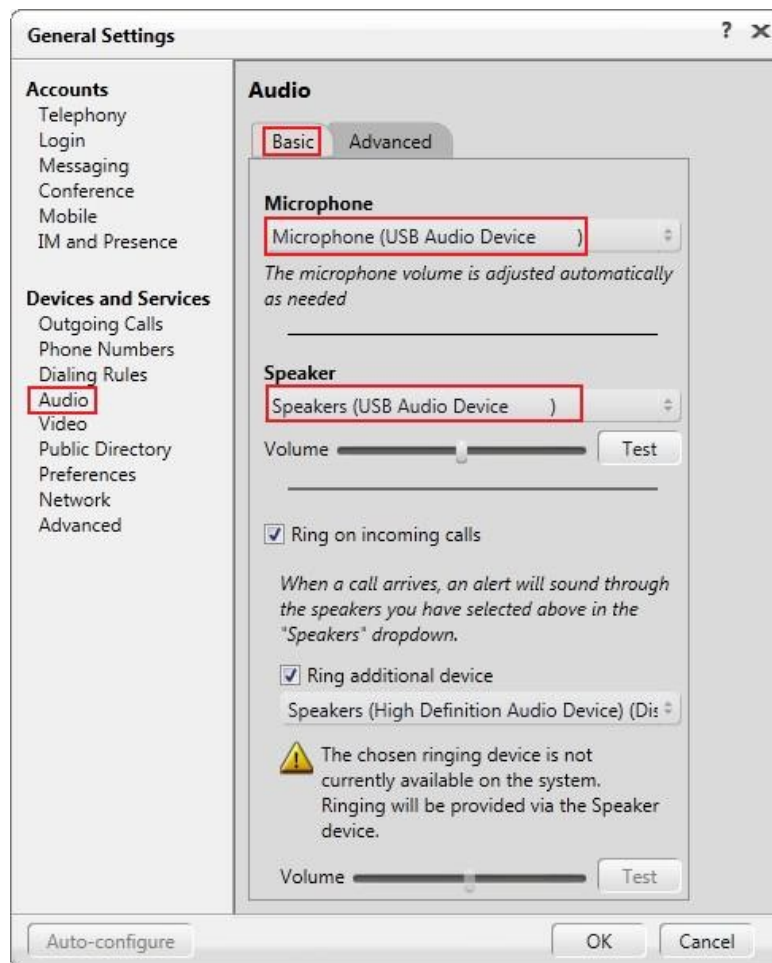 General Settings
?
Accounts
Telephony
Login
Messaging
Conference
Mobile
IM and Presence
Devices and Services
Outgoing Calls
Phone Numbers
Dialing Rules
Audio
Video
Public Directory
Preferences
Network
Advanced
Audio
Basic
Advanced
Microphone
Microphone (USB Audio Device )
The microphone volume is adjusted automatically
as needed
Speaker
Speakers (USB Audio Device )
Volume
Test
Ring on incoming calls
When a call arrives, an alert will sound through
the speakers you have selected above in the
"Speakers" dropdown.
Ring additional device
Speakers (High Definition Audio Device) (Dis
The chosen ringing device is not
currently available on the system.
Ringing will be provided via the Speaker
device.
Volume
Test
Auto-configure
OK
Cancel